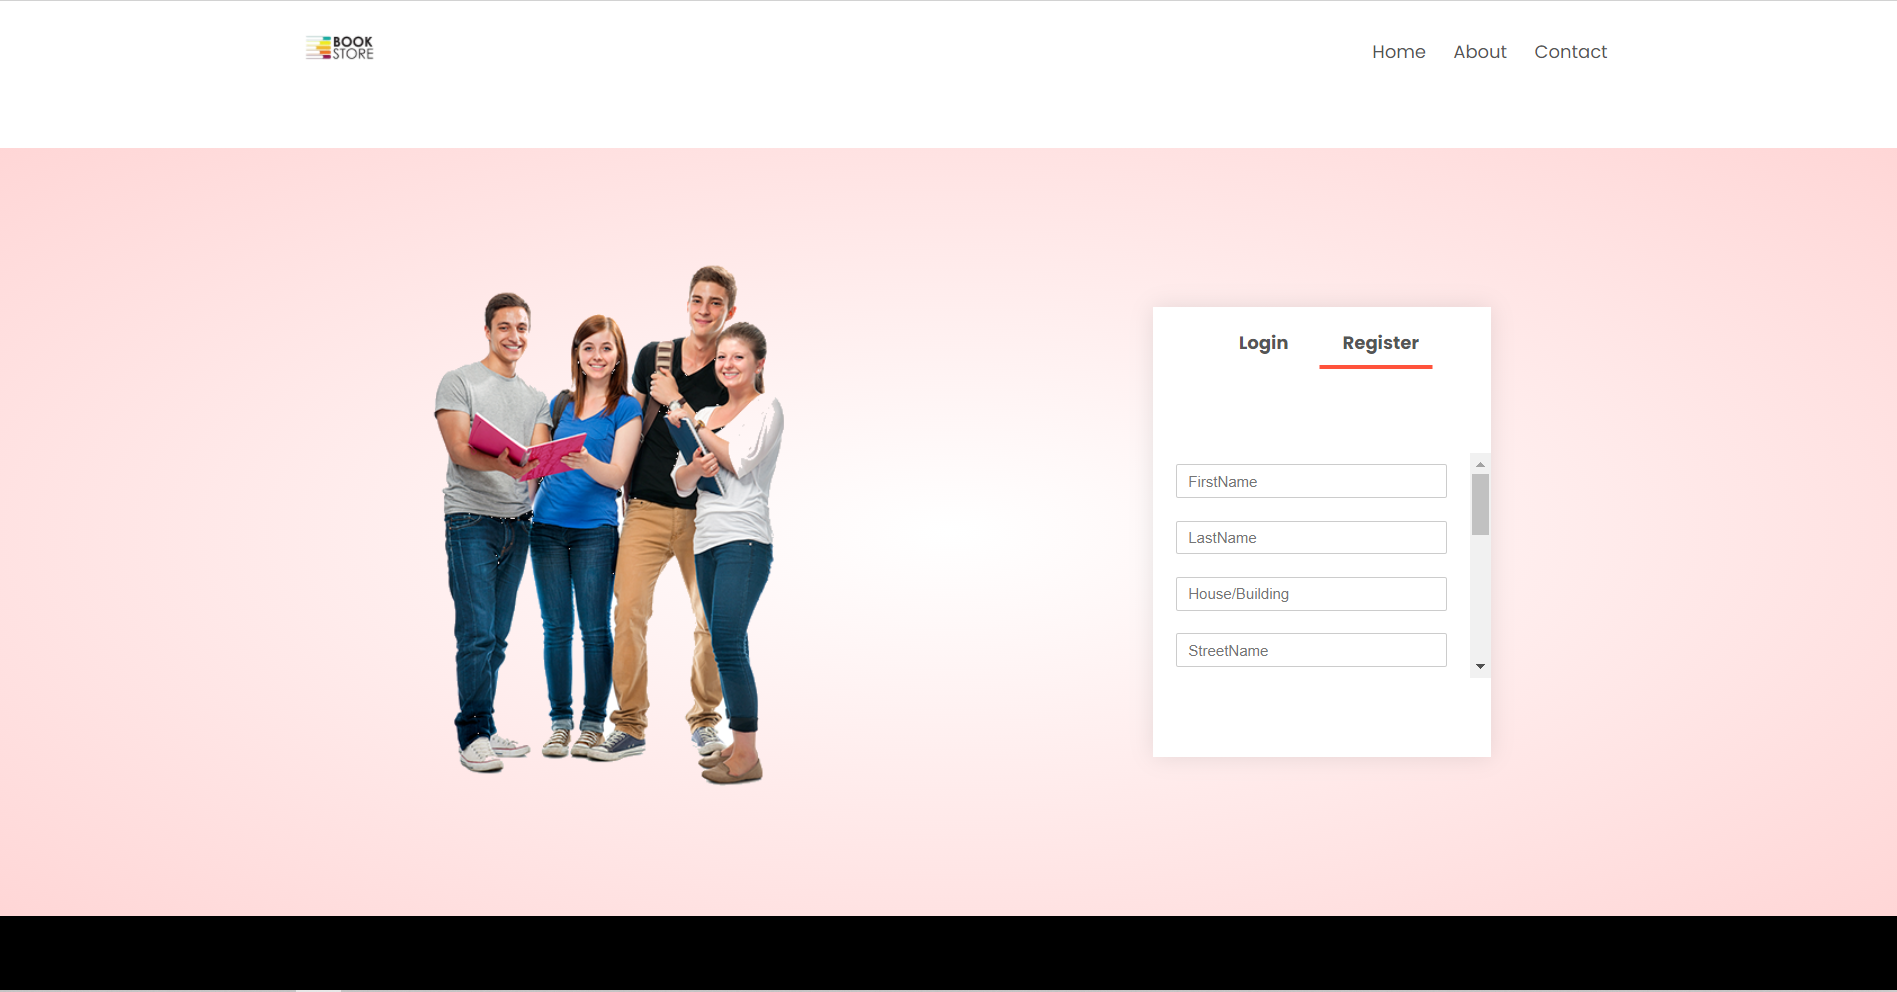 BOOK
STORE
Home About Contact
Login Register
FirstName
LastName
House/Building
StreetName